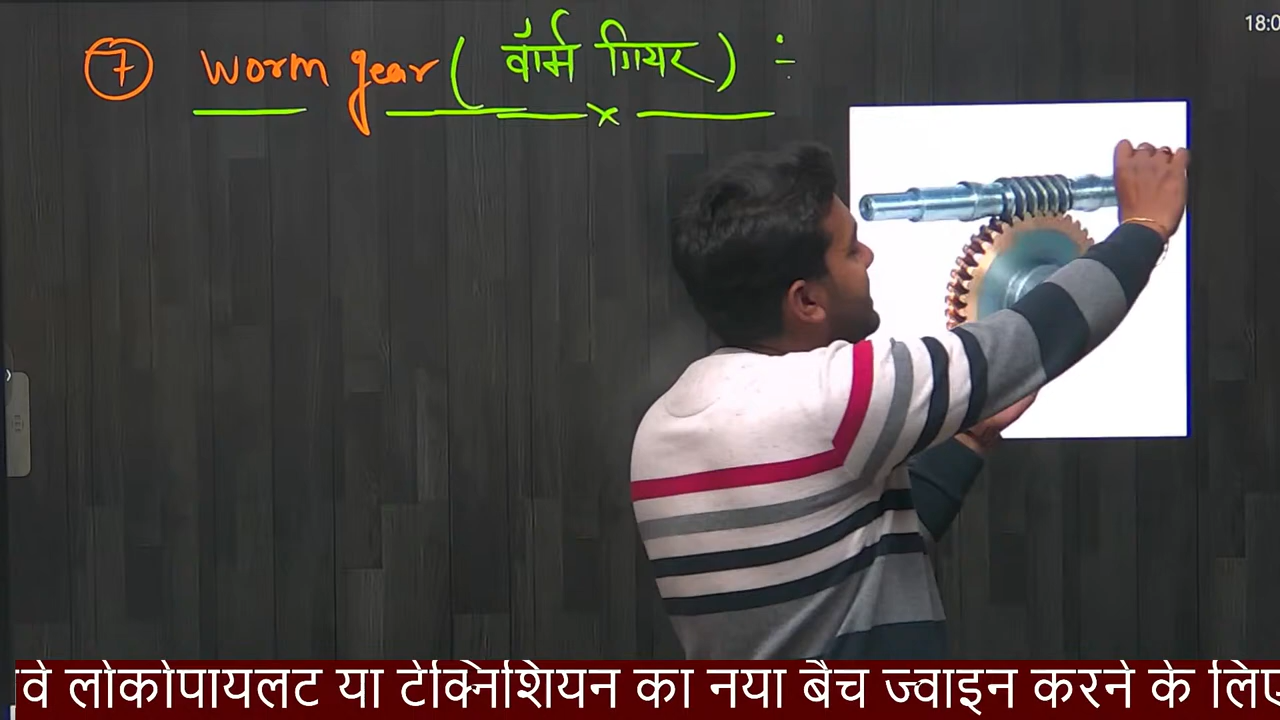 18:0
7 worm gear ( वॉर्म गियर ) :-
वे लोकोपायलट या टेक्निशियन का नया बैच ज्वाइन करने के लिए